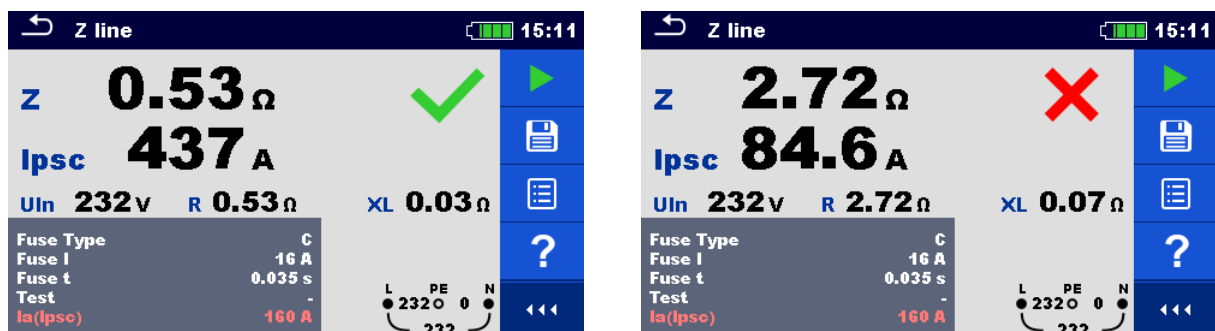 Z line 15:11
Z 0.53 Ω
Ipsc 437 A
Uln 232 V R 0.53 Ω XL 0.03 Ω
Fuse Type C
Fuse I 16 A
Fuse t 0.035 s
Test -
Ia(Ipsc) 160 A
?
L PE N
232 0
232
Z line 15:11
Z 2.72 Ω
Ipsc 84.6 A
Uln 232 V R 2.72 Ω XL 0.07 Ω
Fuse Type C
Fuse I 16 A
Fuse t 0.035 s
Test -
Ia(Ipsc) 160 A
?
L PE N
232 0
232